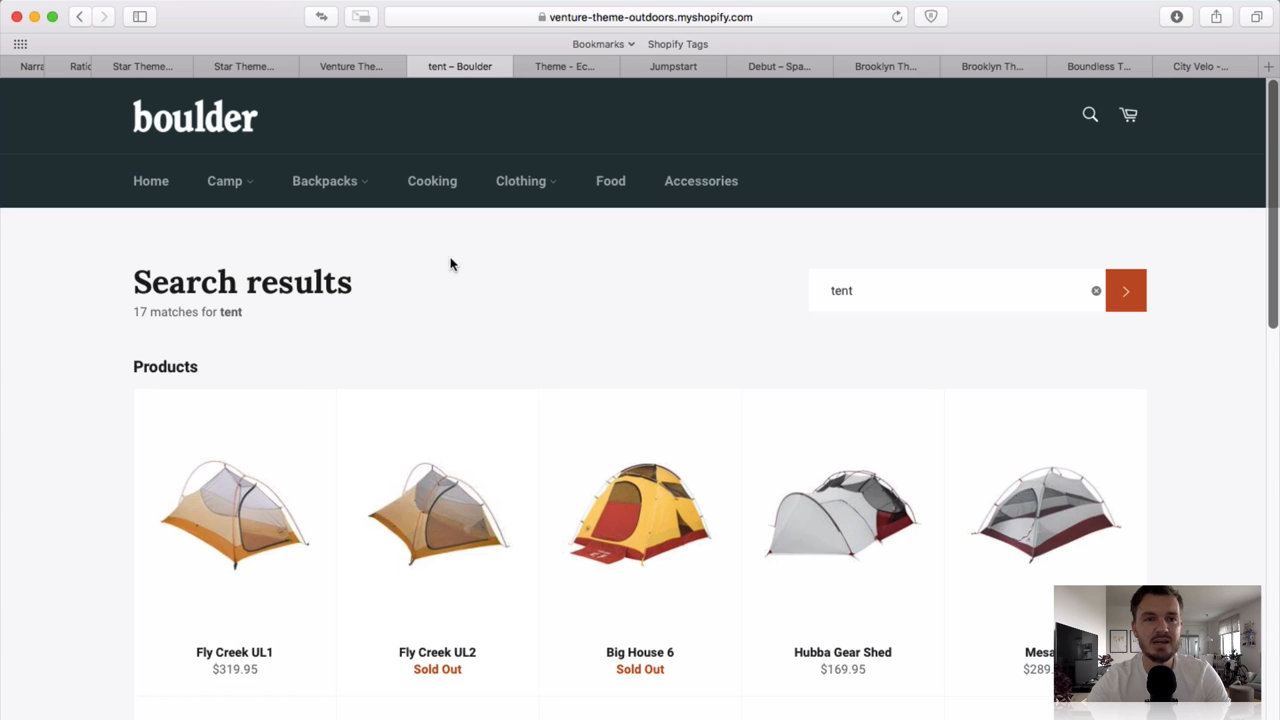 venture-theme-outdoors.myshopify.com
Bookmarks Shopify Tags
Narra Ratio Star Theme... Star Theme... Venture The... tent – Boulder Theme - Ec... Jumpstart Debut – Spa... Brooklyn Th... Brooklyn Th... Boundless T... City Velo -...
boulder
Home Camp Backpacks Cooking Clothing Food Accessories
Search results
tent
17 matches for tent
Products
Fly Creek UL1 Fly Creek UL2 Big House 6 Hubba Gear Shed Mesa
$319.95 Sold Out Sold Out $169.95 $289.